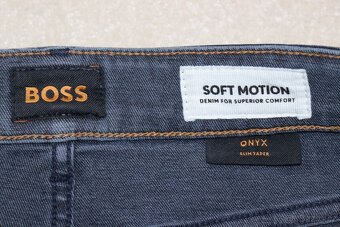 BOSS
SOFT MOTION
DENIM FOR SUPERIOR COMFORT
ONYX
SLIM TAPER